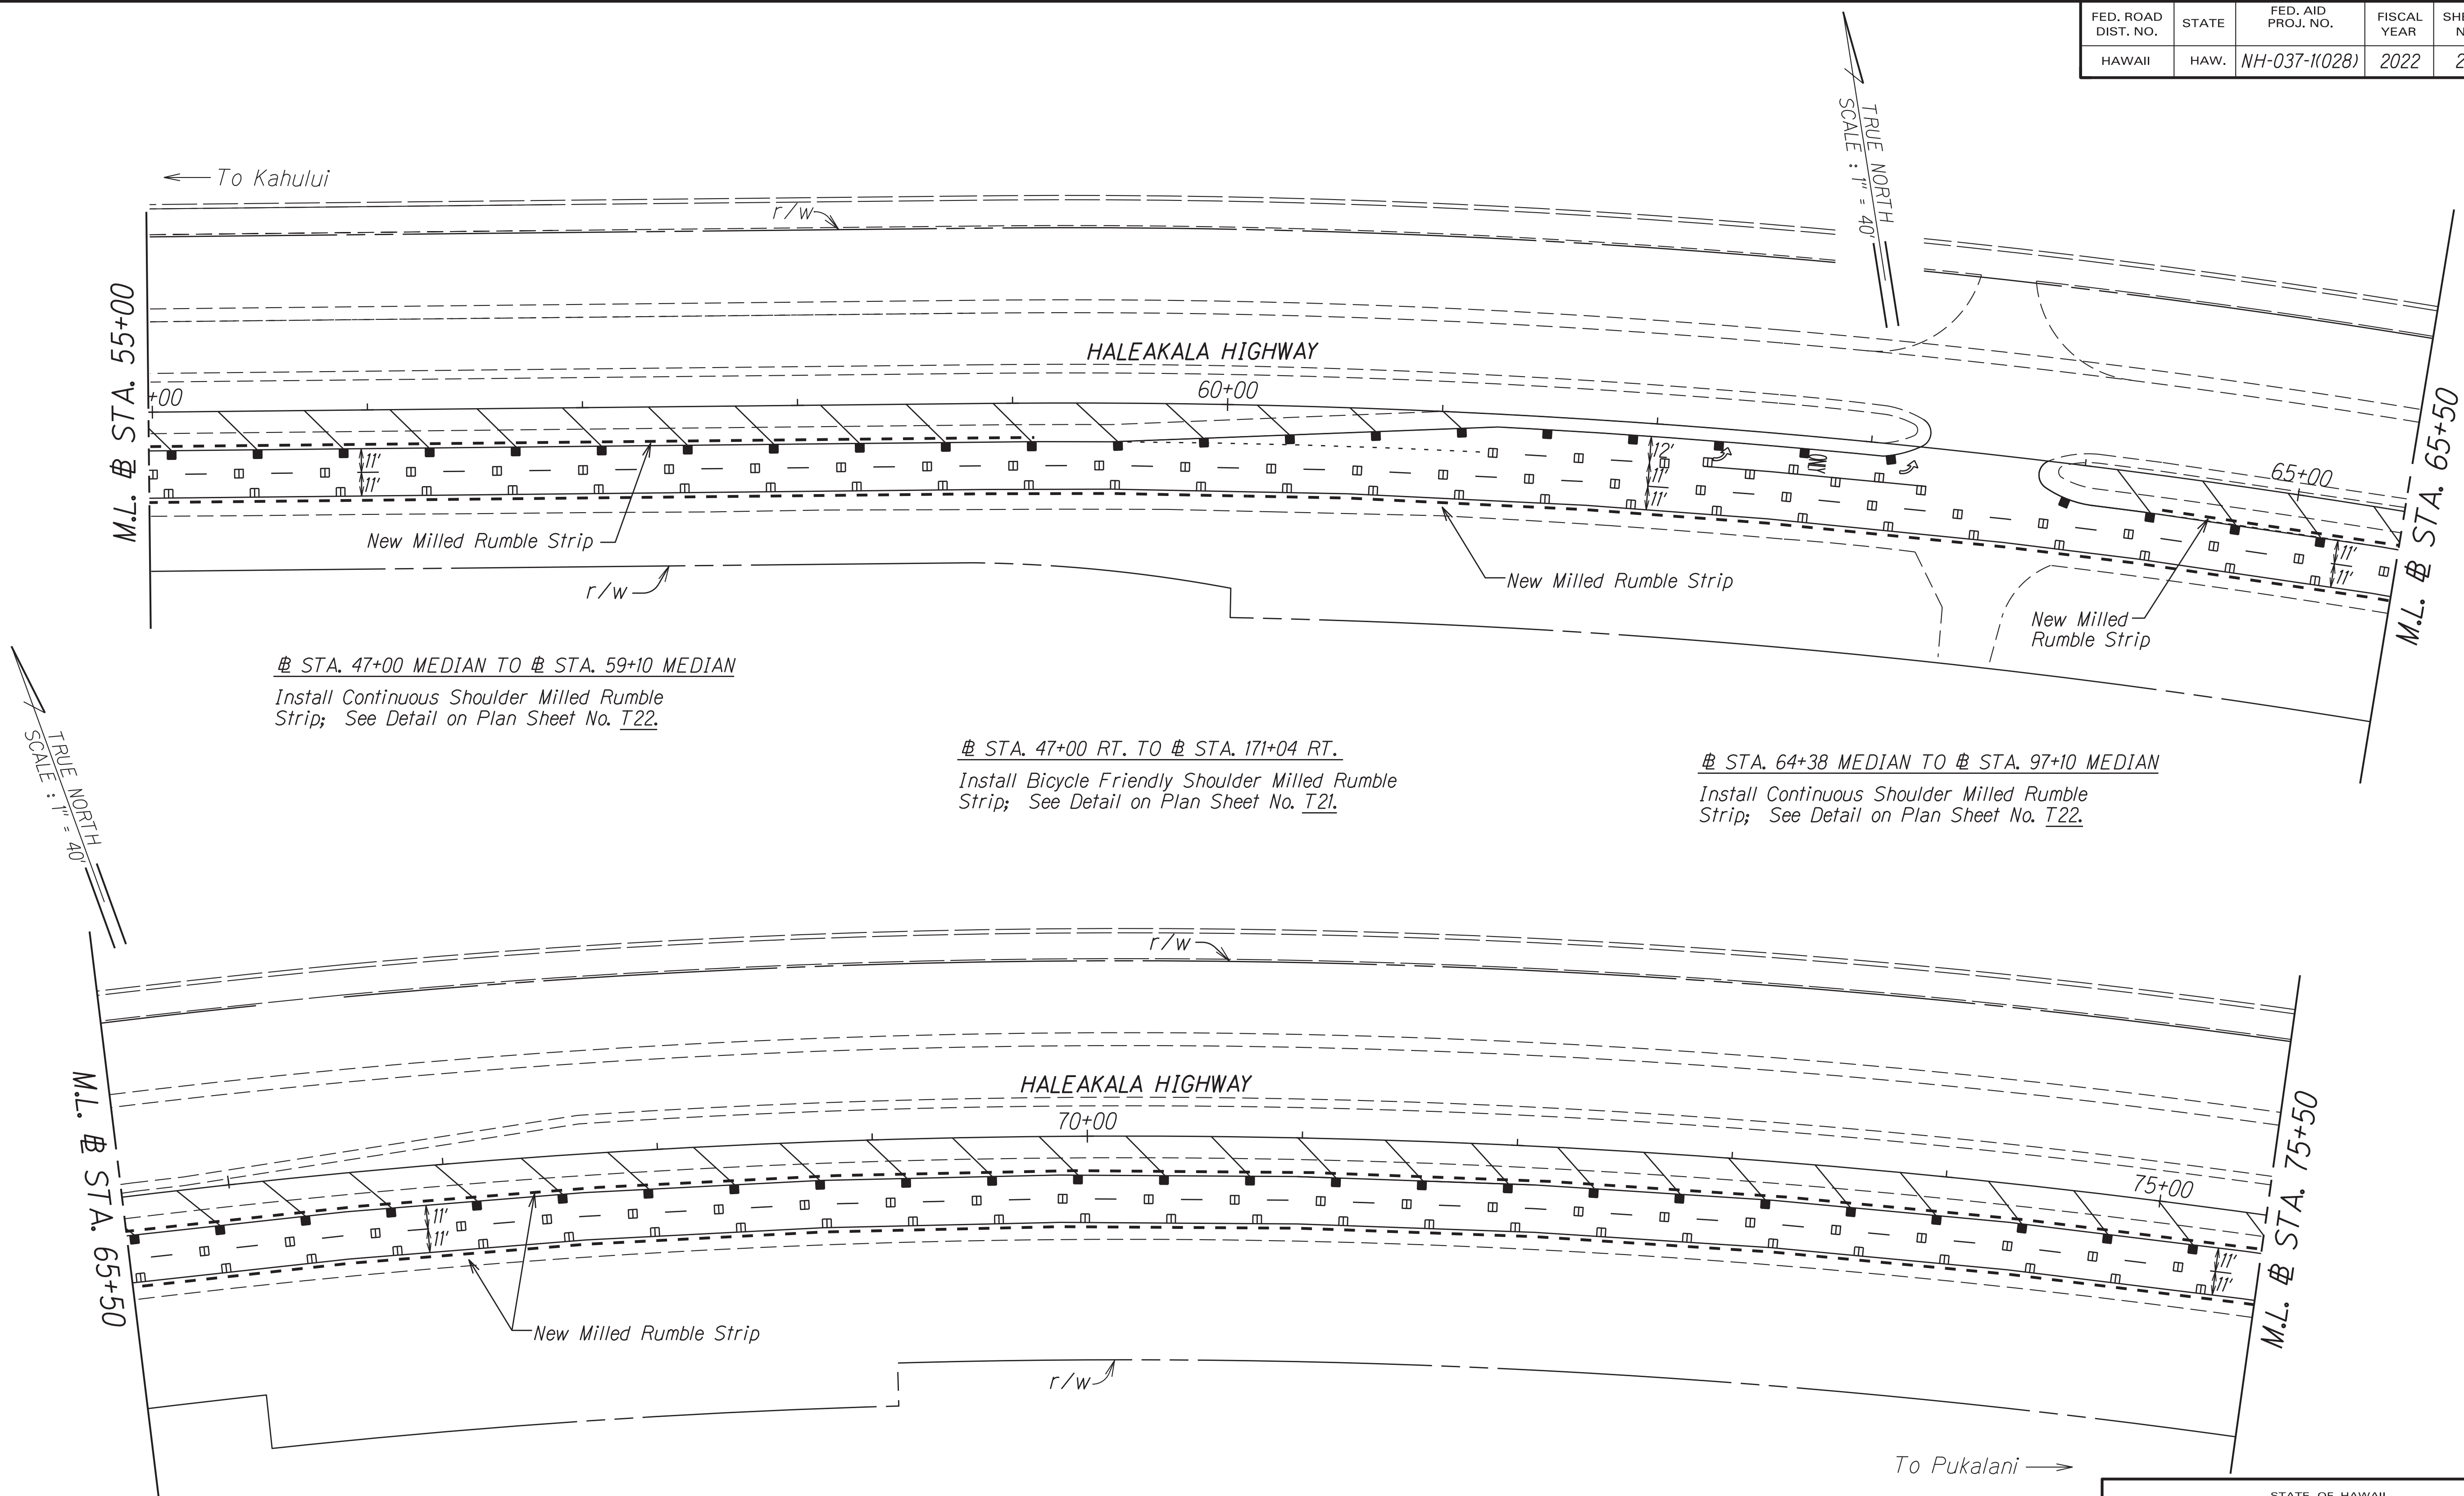 FED. ROAD DIST. NO.
STATE
FED. AID PROJ. NO.
FISCAL YEAR
HAWAII
HAW.
NH-037-1(028)
2022
TRUE NORTH
SCALE : 1" = 40'
To Kahului
r/w
HALEAKALA HIGHWAY
M.L. ℄ STA. 55+00
+00
60+00
65+00
M.L. ℄ STA. 65+50
11'
11'
12'
11'
11'
11'
11'
New Milled Rumble Strip
r/w
New Milled Rumble Strip
New Milled
Rumble Strip
℄ STA. 47+00 MEDIAN TO ℄ STA. 59+10 MEDIAN
Install Continuous Shoulder Milled Rumble
Strip; See Detail on Plan Sheet No. T22.
℄ STA. 47+00 RT. TO ℄ STA. 171+04 RT.
Install Bicycle Friendly Shoulder Milled Rumble
Strip; See Detail on Plan Sheet No. T21.
℄ STA. 64+38 MEDIAN TO ℄ STA. 97+10 MEDIAN
Install Continuous Shoulder Milled Rumble
Strip; See Detail on Plan Sheet No. T22.
TRUE NORTH
SCALE : 1" = 40'
r/w
HALEAKALA HIGHWAY
M.L. ℄ STA. 65+50
70+00
75+00
M.L. ℄ STA. 75+50
11'
11'
11'
11'
New Milled Rumble Strip
r/w
To Pukalani
STATE OF HAWAII